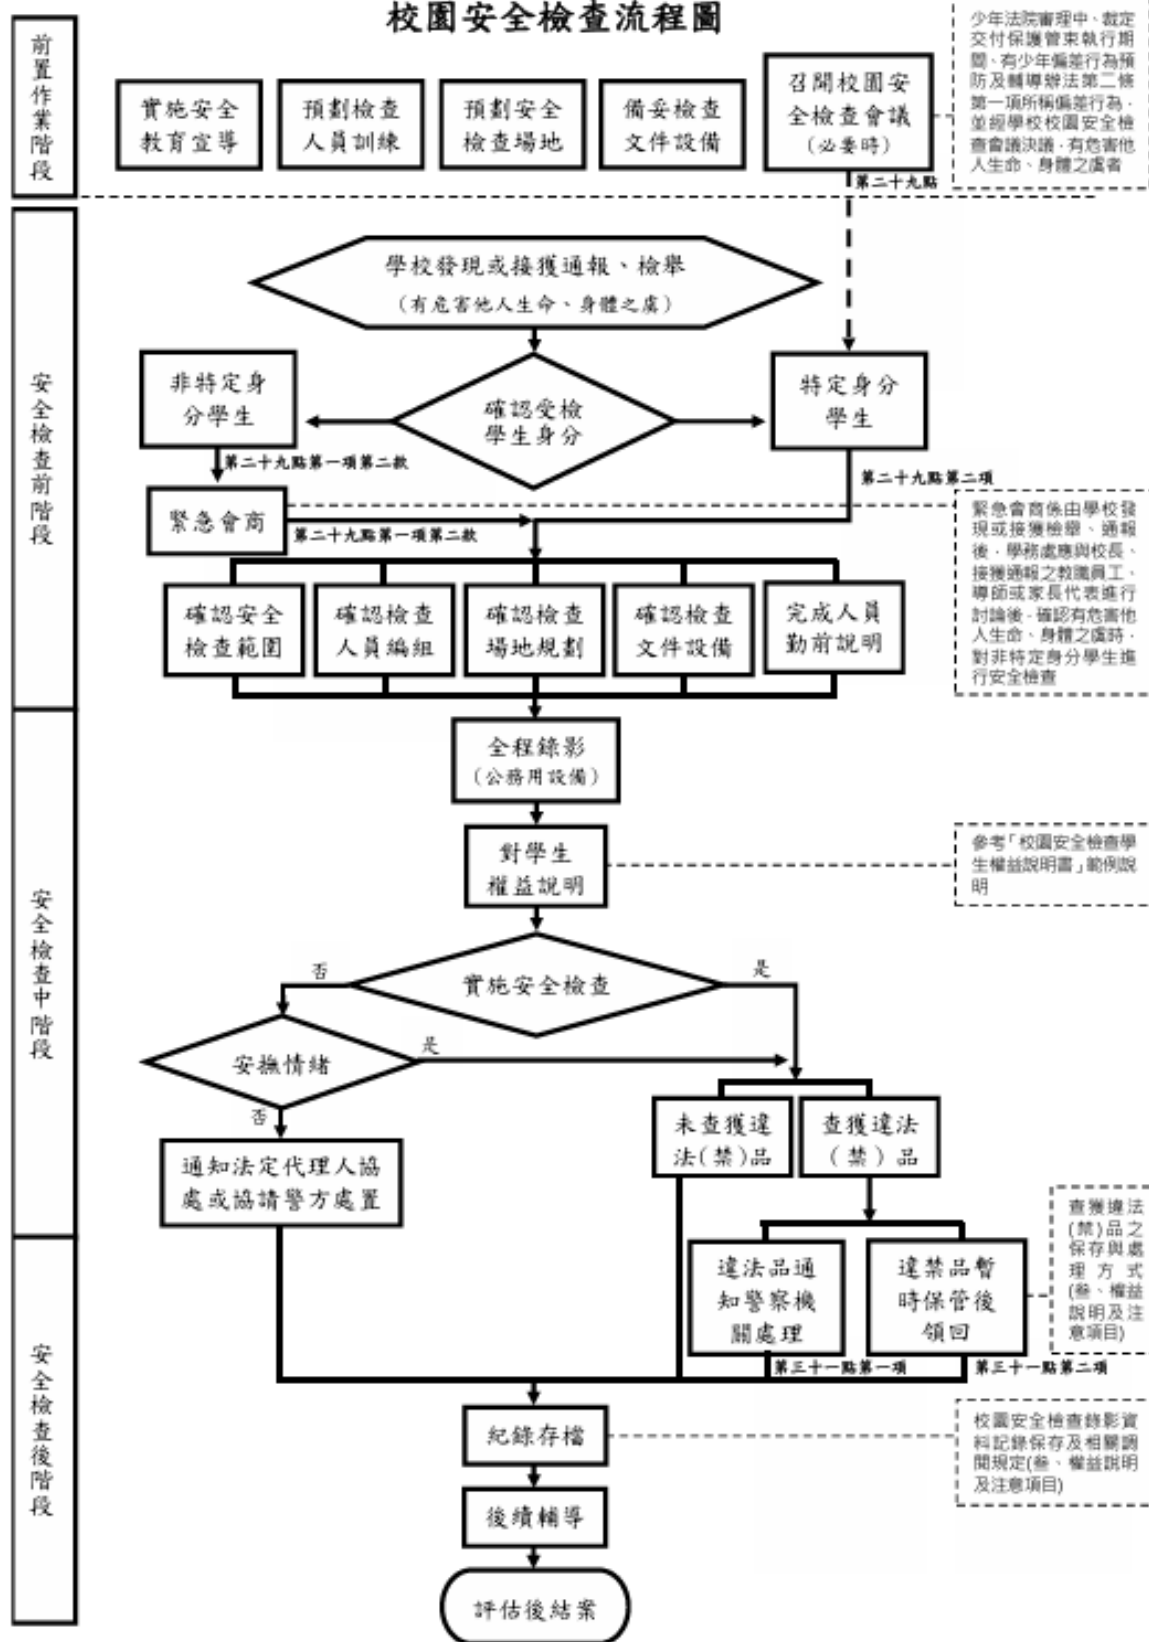 校園安全檢查流程圖
前置作業階段
實施安全
教育宣導
預劃檢查
人員訓練
預劃安全
檢查場地
備妥檢查
文件設備
召開校園安
全檢查會議
(必要時)
少年法院審理中、裁定
交付保護管束執行期
間、有少年偏差行為預
防及輔導辦法第二條
第一項所稱偏差行為，
並經學校校園安全檢
查會議決議，有危害他
人生命、身體之虞者
第二十九點
安全檢查前階段
學校發現或接獲通報、檢舉
(有危害他人生命、身體之虞)
非特定身
分學生
確認受檢
學生身分
特定身分
學生
第二十九點第一項第二款
第二十九點第二項
緊急會商
第二十九點第一項第二款
緊急會商係由學校發
現或接獲檢舉、通報
後，學務處應與校長、
接獲通報之教職員工、
導師或家長代表進行
討論後，確認有危害他
人生命、身體之虞時，
對非特定身分學生進
行安全檢查
確認安全
檢查範圍
確認檢查
人員編組
確認檢查
場地規劃
確認檢查
文件設備
完成人員
勤前說明
安全檢查中階段
全程錄影
(公務用設備)
對學生
權益說明
參考「校園安全檢查學
生權益說明書」範例說
明
實施安全檢查
否
是
安撫情緒
是
否
未查獲違
法(禁)品
查獲違法
(禁)品
通知法定代理人協
處或協請警方處置
查獲違法
(禁)品之
保存與處
理方式
(叁、權益
說明及注
意項目)
違法品通
知警察機
關處理
違禁品暫
時保管後
領回
第三十一點第一項
第三十一點第二項
安全檢查後階段
紀錄存檔
校園安全檢查錄影資
料記錄保存及相關調
閱規定(叁、權益說明
及注意項目)
後續輔導
評估後結案